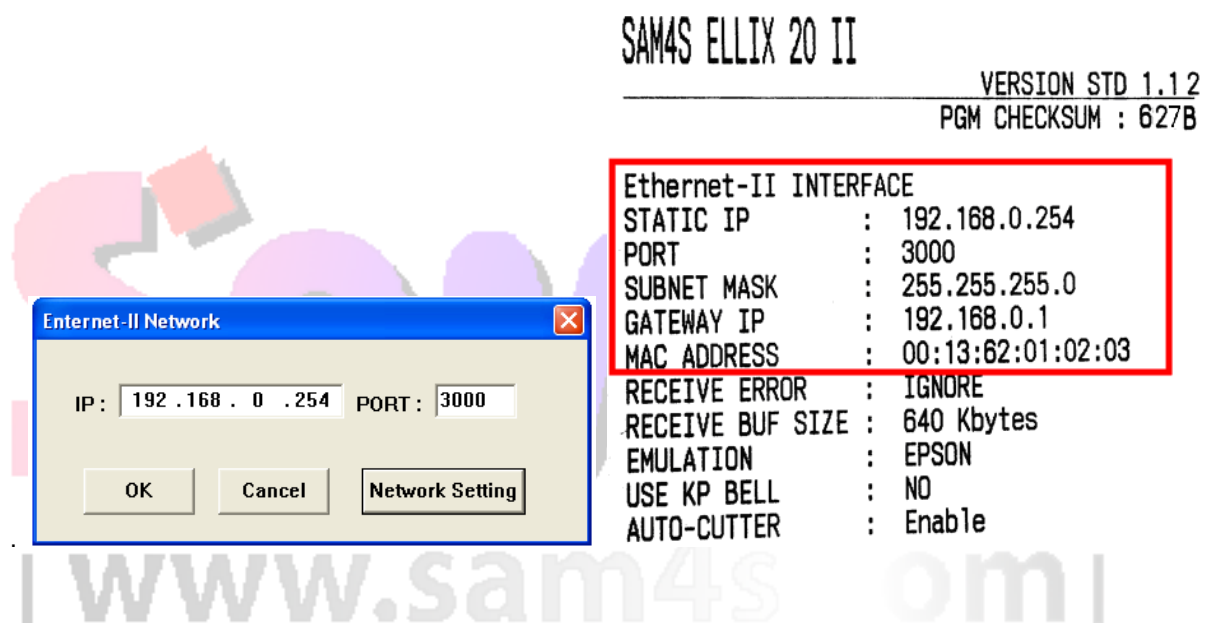 SAM4S ELLIX 20 II
VERSION STD 1.12
PGM CHECKSUM : 627B
Ethernet-II INTERFACE
STATIC IP : 192.168.0.254
PORT : 3000
SUBNET MASK : 255.255.255.0
GATEWAY IP : 192.168.0.1
MAC ADDRESS : 00:13:62:01:02:03
RECEIVE ERROR : IGNORE
RECEIVE BUF SIZE : 640 Kbytes
EMULATION : EPSON
USE KP BELL : NO
AUTO-CUTTER : Enable
Enternet-II Network
IP : 192 .168 . 0 .254 PORT : 3000
OK Cancel Network Setting
www.sam4s om